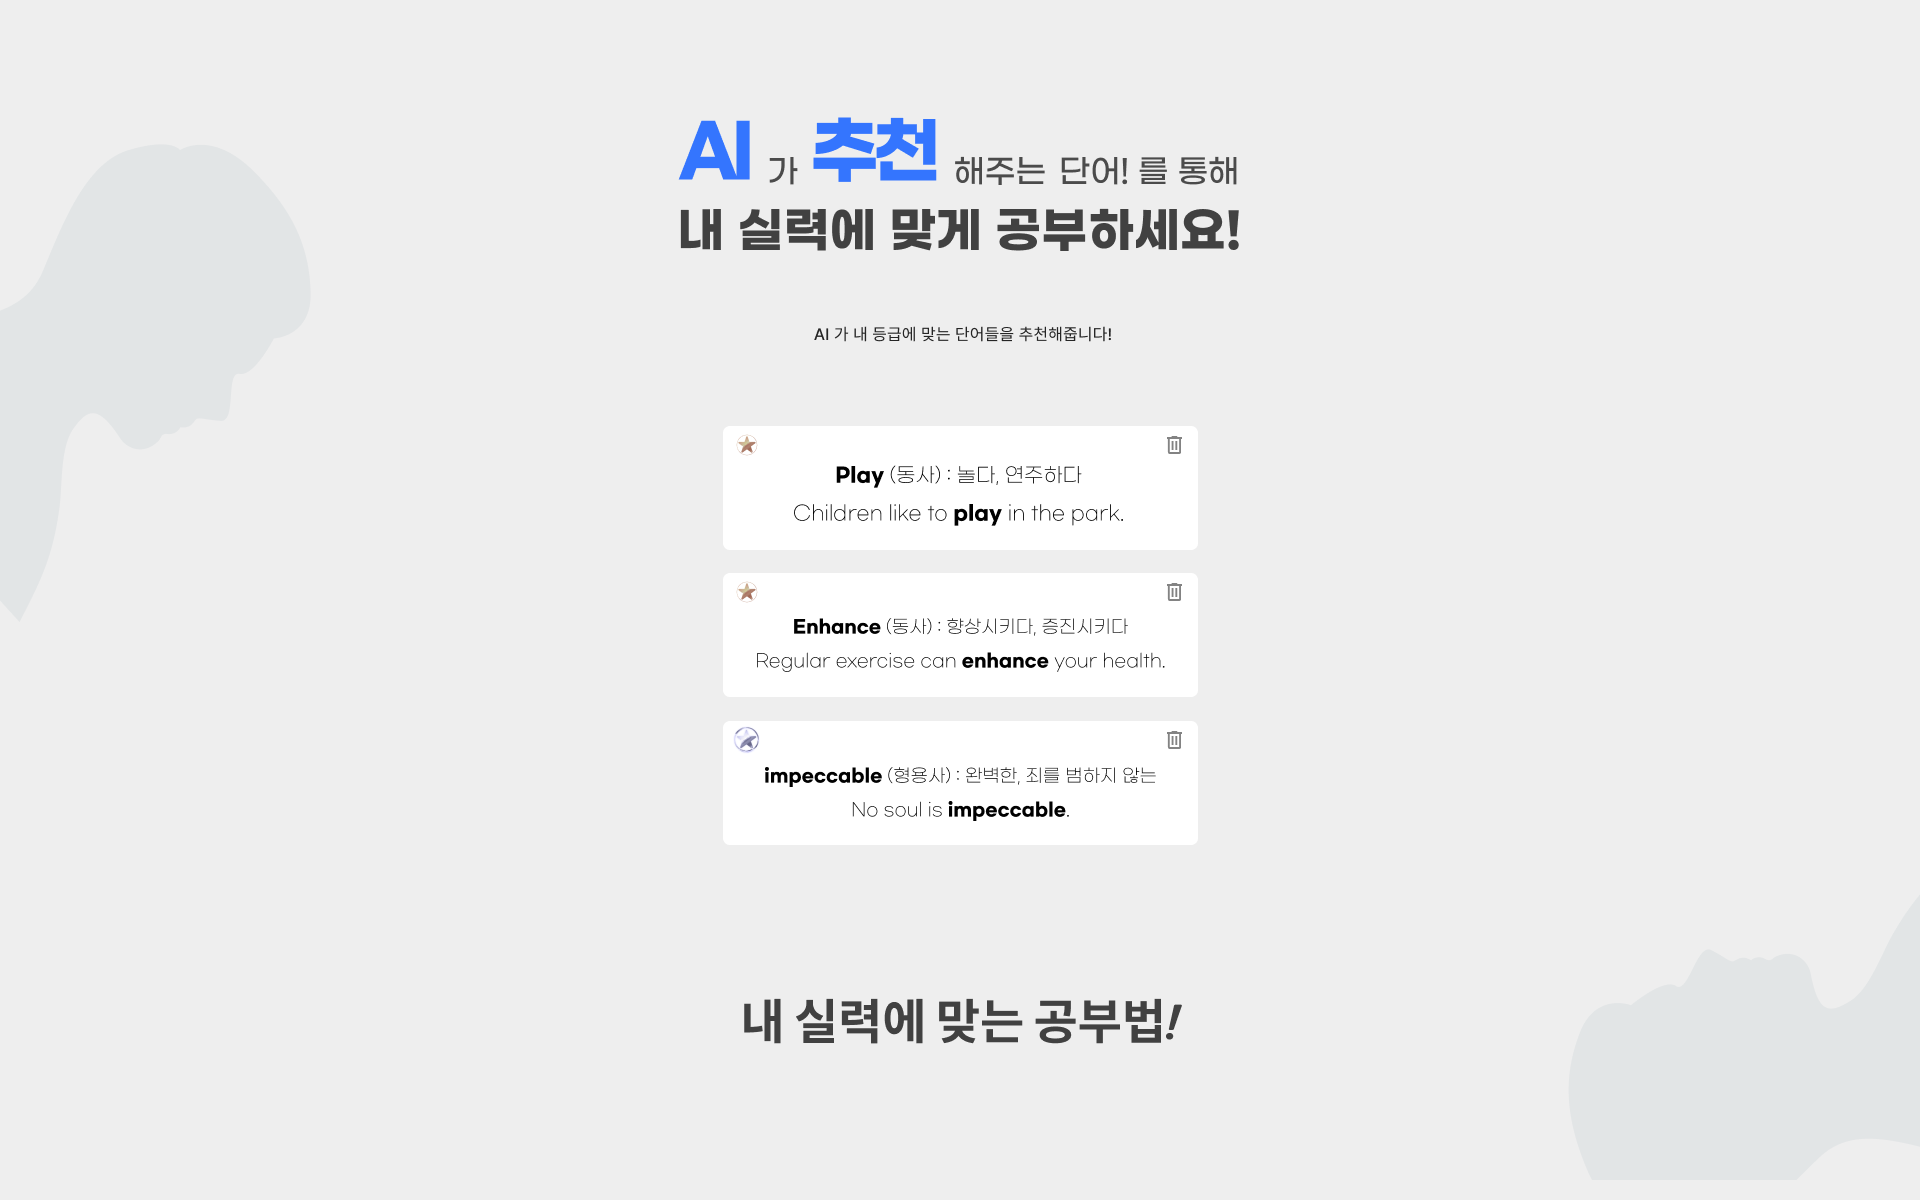 AI 가 추천 해주는 단어! 를 통해
내 실력에 맞게 공부하세요!
AI 가 내 등급에 맞는 단어들을 추천해줍니다!
Play (동사) : 놀다, 연주하다
Children like to play in the park.
Enhance (동사) : 향상시키다, 증진시키다
Regular exercise can enhance your health.
impeccable (형용사) : 완벽한, 죄를 범하지 않는
No soul is impeccable.
내 실력에 맞는 공부법!